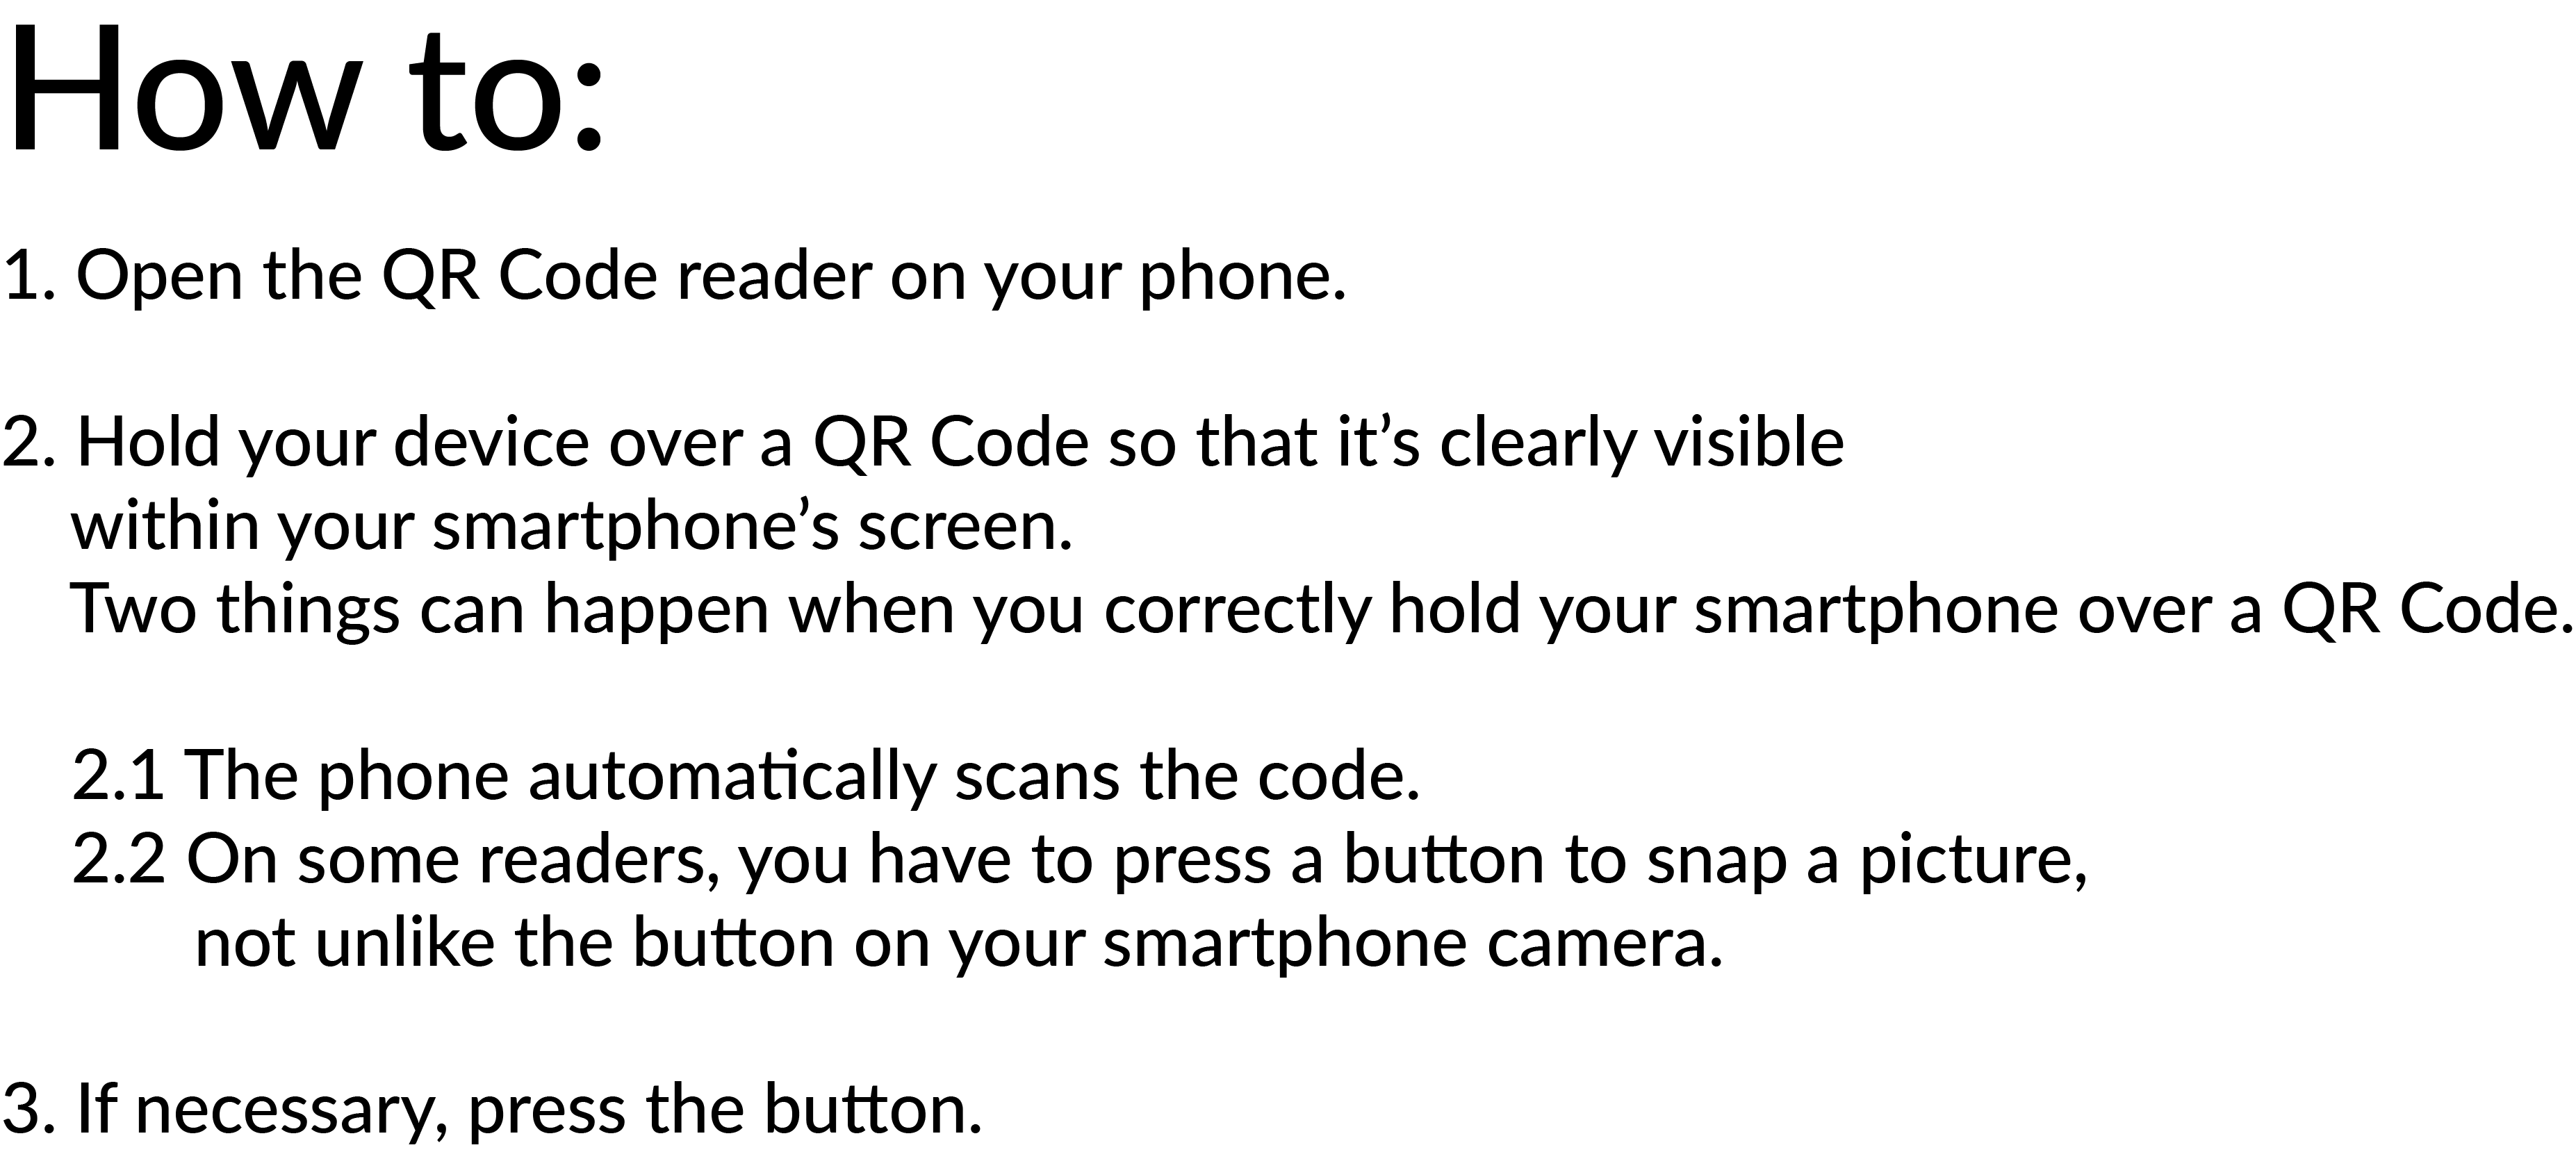 How to:
1. Open the QR Code reader on your phone.
2. Hold your device over a QR Code so that it’s clearly visible
within your smartphone’s screen.
Two things can happen when you correctly hold your smartphone over a QR Code.
2.1 The phone automatically scans the code.
2.2 On some readers, you have to press a button to snap a picture,
not unlike the button on your smartphone camera.
3. If necessary, press the button.